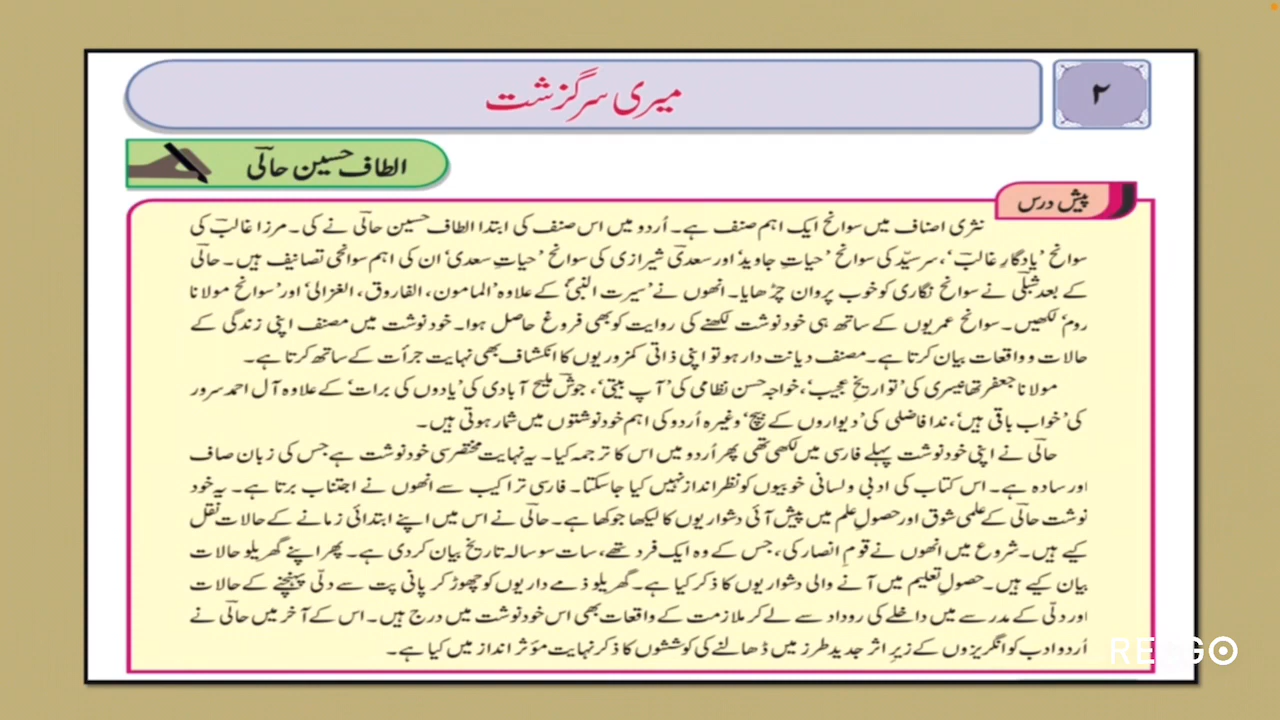 ۲
میری سرگزشت
الطاف حسین حالیؔ
پیش درس
نثری اصناف میں سوانح ایک اہم صنف ہے۔ اُردو میں اس صنف کی ابتدا الطاف حسین حالیؔ نے کی۔ مرزا غالبؔ کی
سوانح ’یادگارِ غالبؔ‘، سرسیّد کی سوانح ’حیاتِ جاوید‘ اور سعدیؔ شیرازی کی سوانح ’حیاتِ سعدی‘ ان کی اہم سوانحی تصانیف ہیں۔ حالیؔ
کے بعد شبلیؔ نے سوانح نگاری کو خوب پروان چڑھایا۔ انھوں نے ’سیرت النبیؐ‘ کے علاوہ ’المامون، الفاروق، الغزالی‘ اور ’سوانح مولانا
روم‘ لکھیں۔ سوانح عمریوں کے ساتھ ہی خودنوشت لکھنے کی روایت کو بھی فروغ حاصل ہوا۔ خودنوشت میں مصنف اپنی زندگی کے
حالات و واقعات بیان کرتا ہے۔ مصنف دیانت دار ہو تو اپنی ذاتی کمزوریوں کا انکشاف بھی نہایت جرأت کے ساتھ کرتا ہے۔
مولانا جعفر تھانیسری کی ’تواریخِ عجیب‘، خواجہ حسن نظامی کی ’آپ بیتی‘، جوشؔ ملیح آبادی کی ’یادوں کی برات‘ کے علاوہ آل احمد سرور
کی ’خواب باقی ہیں‘، ندا فاضلی کی ’دیواروں کے بیچ‘ وغیرہ اُردو کی اہم خودنوشتوں میں شمار ہوتی ہیں۔
حالیؔ نے اپنی خودنوشت پہلے فارسی میں لکھی تھی پھر اُردو میں اس کا ترجمہ کیا۔ یہ نہایت مختصر سی خودنوشت ہے جس کی زبان صاف
اور سادہ ہے۔ اس کتاب کی ادبی و لسانی خوبیوں کو نظر انداز نہیں کیا جاسکتا۔ فارسی تراکیب سے انھوں نے اجتناب برتا ہے۔ یہ خود
نوشت حالیؔ کے علمی شوق اور حصولِ علم میں پیش آئی دشواریوں کا لیکھا جوکھا ہے۔ حالیؔ نے اس میں اپنے ابتدائی زمانے کے حالات نقل
کیے ہیں۔ شروع میں انھوں نے قومِ انصار کی، جس کے وہ ایک فرد تھے، سات سو سالہ تاریخ بیان کردی ہے۔ پھر اپنے گھریلو حالات
بیان کیے ہیں۔ حصولِ تعلیم میں آنے والی دشواریوں کا ذکر کیا ہے۔ گھریلو ذمے داریوں کو چھوڑ کر پانی پت سے دلّی پہنچنے کے حالات
اور دلّی کے مدرسے میں داخلے کی روداد سے لے کر ملازمت کے واقعات بھی اس خودنوشت میں درج ہیں۔ اس کے آخر میں حالیؔ نے
اُردو ادب کو انگریزوں کے زیرِ اثر جدید طرز میں ڈھالنے کی کوششوں کا ذکر نہایت مؤثر انداز میں کیا ہے۔